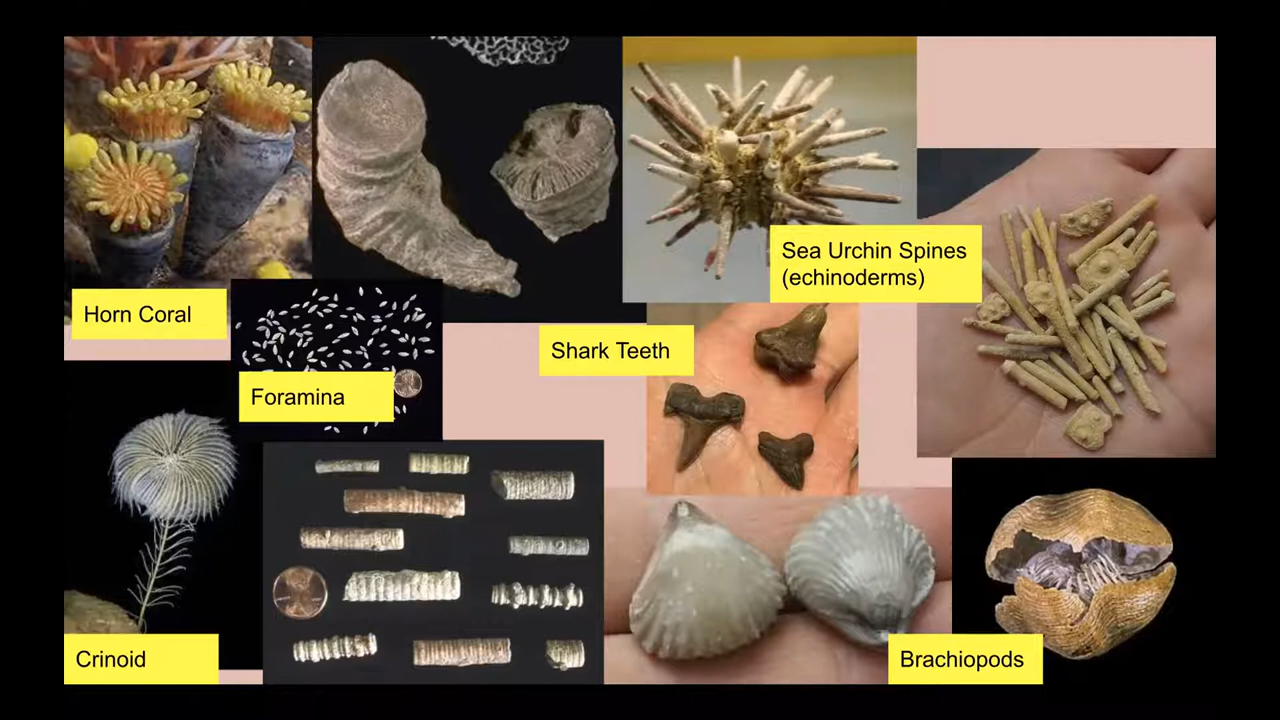 Sea Urchin Spines
(echinoderms)
Horn Coral
Shark Teeth
Foramina
Crinoid
Brachiopods